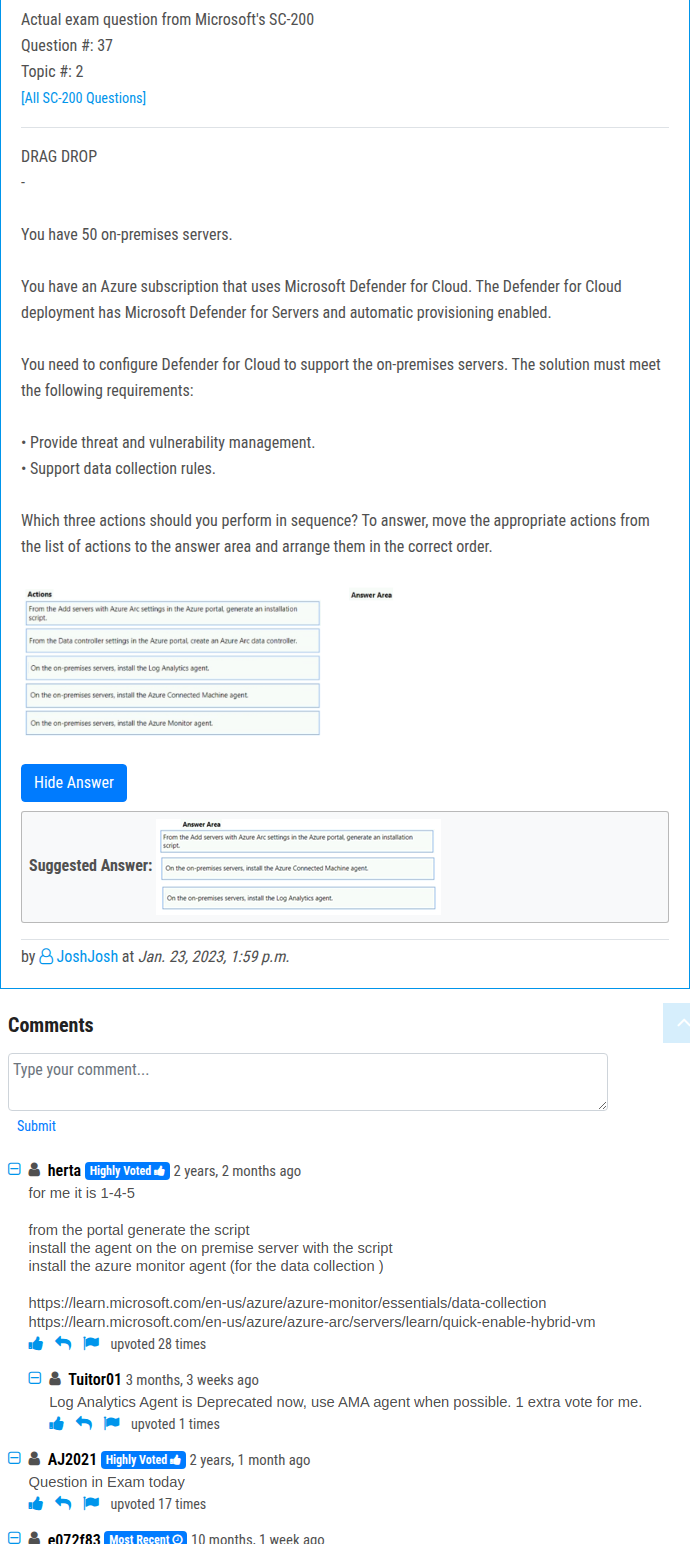 Actual exam question from Microsoft's SC-200
Question #: 37
Topic #: 2
[All SC-200 Questions]
DRAG DROP
-
You have 50 on-premises servers.
You have an Azure subscription that uses Microsoft Defender for Cloud. The Defender for Cloud
deployment has Microsoft Defender for Servers and automatic provisioning enabled.
You need to configure Defender for Cloud to support the on-premises servers. The solution must meet
the following requirements:
• Provide threat and vulnerability management.
• Support data collection rules.
Which three actions should you perform in sequence? To answer, move the appropriate actions from
the list of actions to the answer area and arrange them in the correct order.
Actions
Answer Area
From the Add servers with Azure Arc settings in the Azure portal, generate an installation
script.
From the Data controller settings in the Azure portal, create an Azure Arc data controller.
On the on-premises servers, install the Log Analytics agent.
On the on-premises servers, install the Azure Connected Machine agent.
On the on-premises servers, install the Azure Monitor agent.
Hide Answer
Suggested Answer:
Answer Area
From the Add servers with Azure Arc settings in the Azure portal, generate an installation
script.
On the on-premises servers, install the Azure Connected Machine agent.
On the on-premises servers, install the Log Analytics agent.
by JoshJosh at Jan. 23, 2023, 1:59 p.m.
Comments
Type your comment...
Submit
herta Highly Voted 2 years, 2 months ago
for me it is 1-4-5
from the portal generate the script
install the agent on the on premise server with the script
install the azure monitor agent (for the data collection )
https://learn.microsoft.com/en-us/azure/azure-monitor/essentials/data-collection
https://learn.microsoft.com/en-us/azure/azure-arc/servers/learn/quick-enable-hybrid-vm
upvoted 28 times
Tuitor01 3 months, 3 weeks ago
Log Analytics Agent is Deprecated now, use AMA agent when possible. 1 extra vote for me.
upvoted 1 times
AJ2021 Highly Voted 2 years, 1 month ago
Question in Exam today
upvoted 17 times
e072f83 Most Recent 10 months, 1 week ago